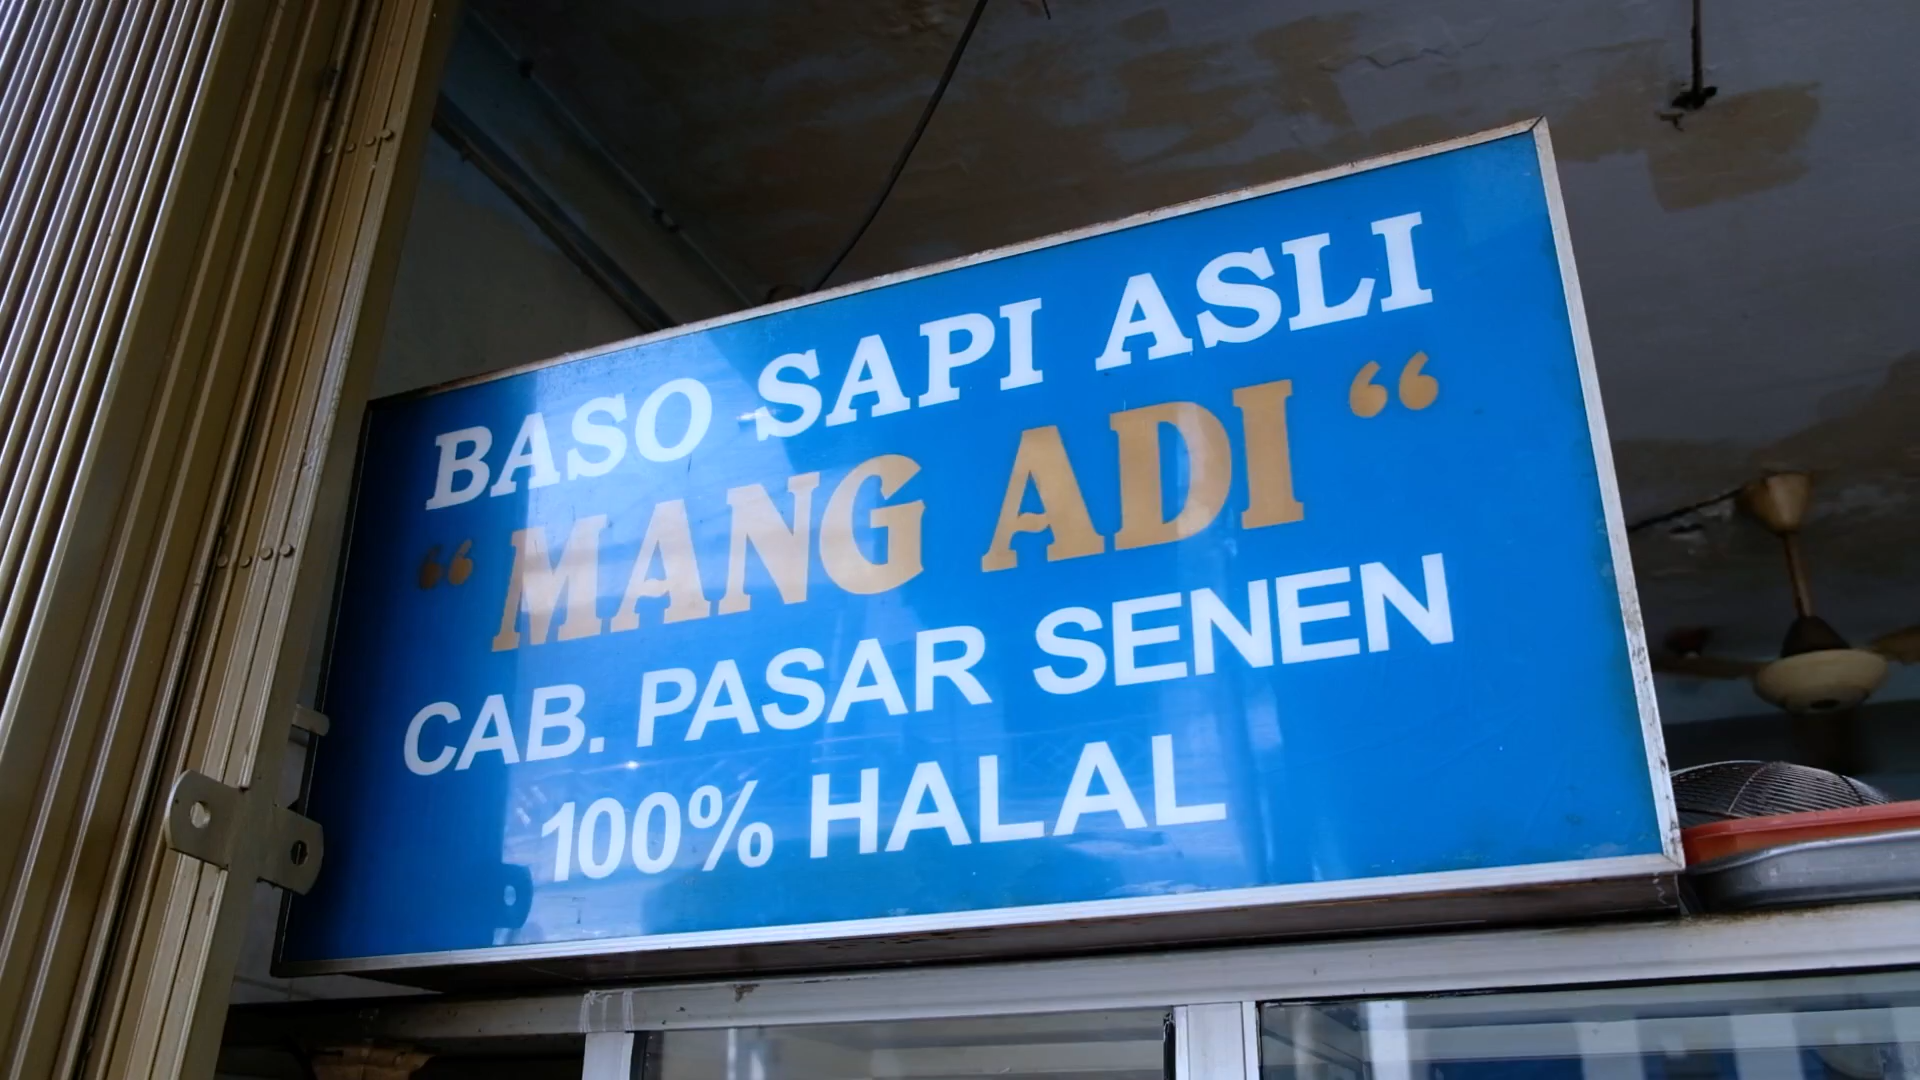 BASO SAPI ASLI
“ MANG ADI “
CAB. PASAR SENEN
100% HALAL